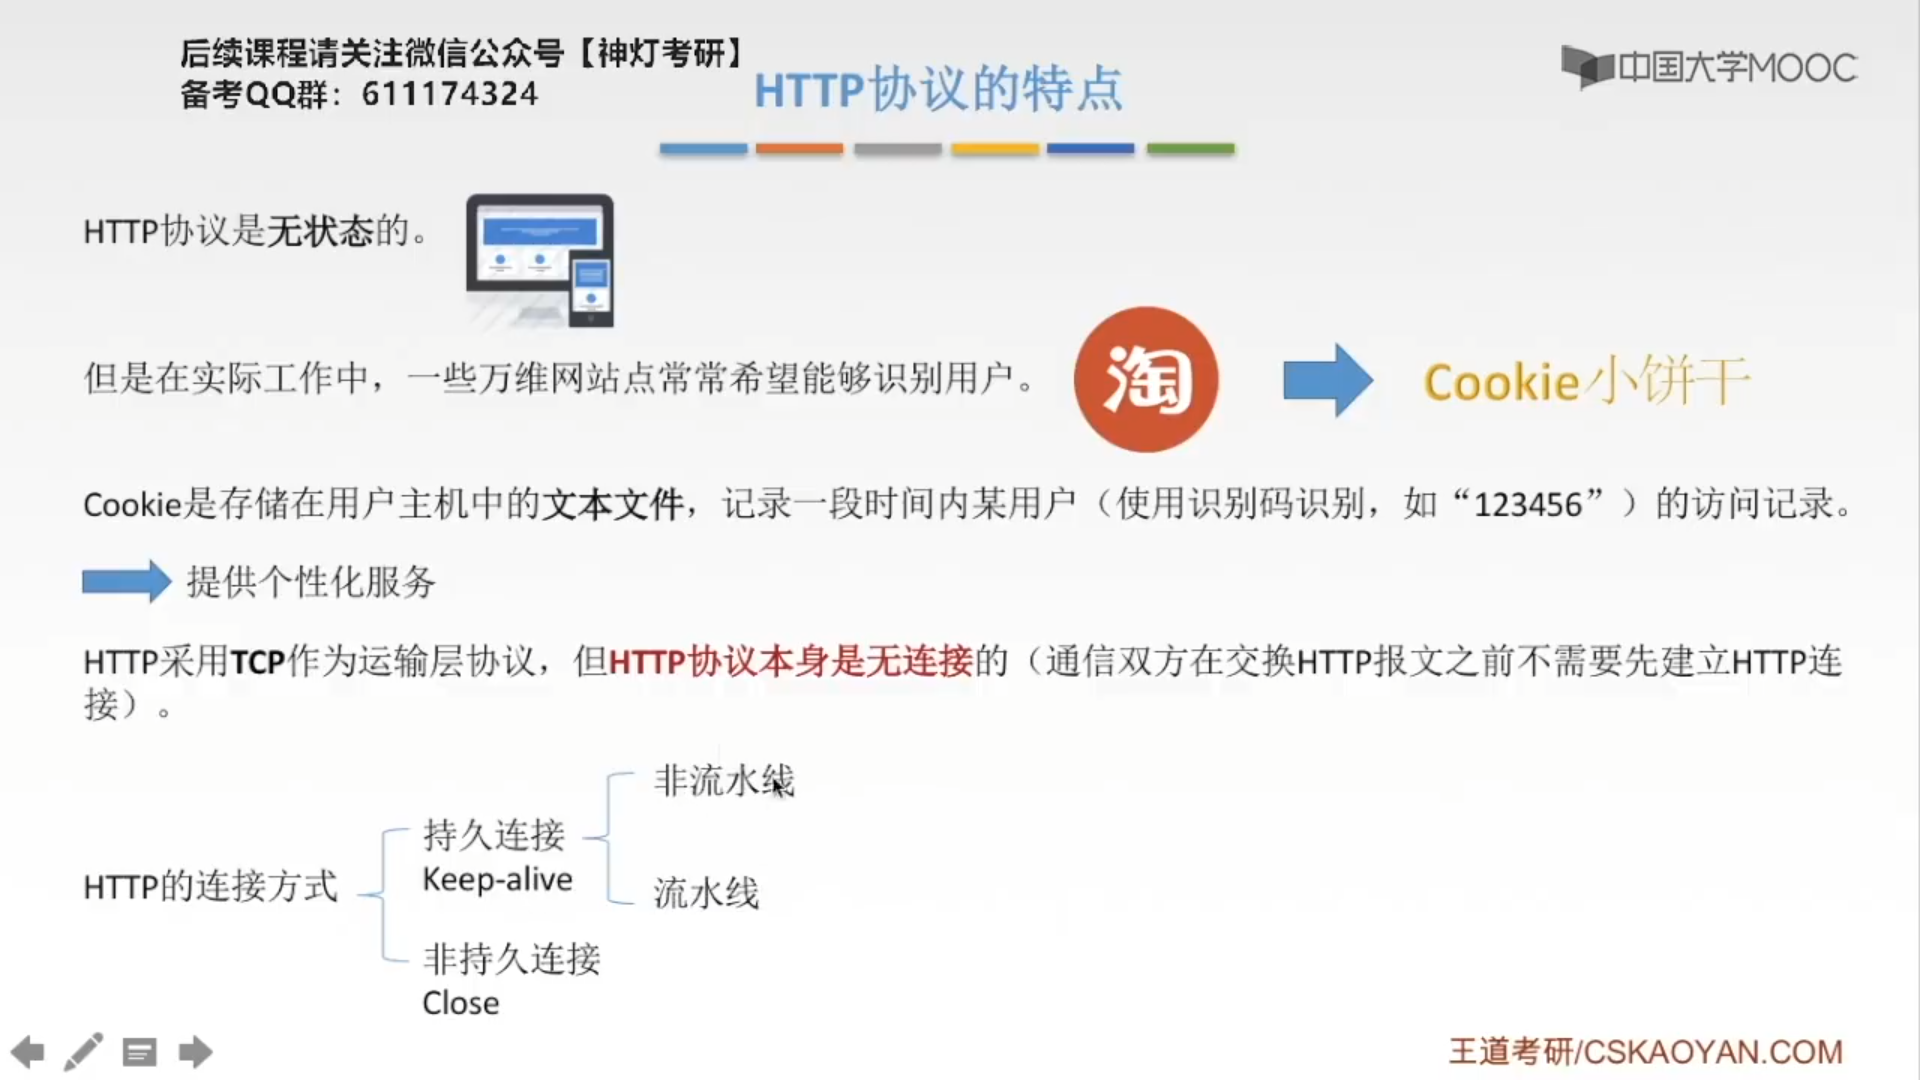 后续课程请关注微信公众号【神灯考研】
备考QQ群：611174324
HTTP协议的特点
中国大学MOOC
HTTP协议是无状态的。
但是在实际工作中，一些万维网站点常常希望能够识别用户。
淘
Cookie小饼干
Cookie是存储在用户主机中的文本文件，记录一段时间内某用户（使用识别码识别，如“123456”）的访问记录。
提供个性化服务
HTTP采用TCP作为运输层协议，但HTTP协议本身是无连接的（通信双方在交换HTTP报文之前不需要先建立HTTP连
接）。
HTTP的连接方式
持久连接
Keep-alive
非流水线
流水线
非持久连接
Close
王道考研/CSKAOYAN.COM